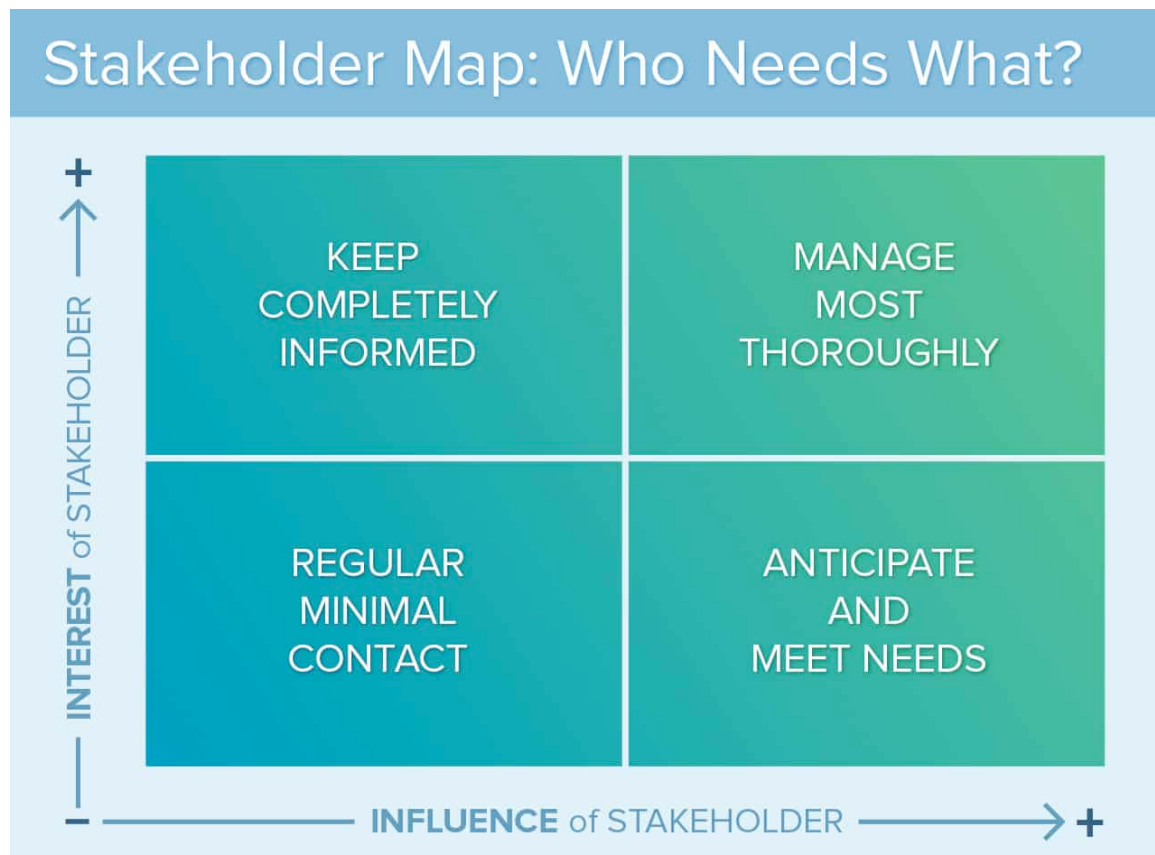 Stakeholder Map: Who Needs What?
+
INTEREST of STAKEHOLDER
KEEP
COMPLETELY
INFORMED
MANAGE
MOST
THOROUGHLY
REGULAR
MINIMAL
CONTACT
ANTICIPATE
AND
MEET NEEDS
–
INFLUENCE of STAKEHOLDER
+